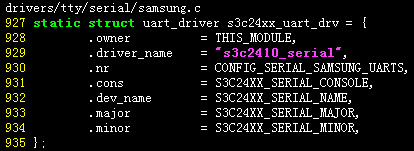 drivers/tty/serial/samsung.c
927 static struct uart_driver s3c24xx_uart_drv = {
928 .owner = THIS_MODULE,
929 .driver_name = "s3c2410_serial",
930 .nr = CONFIG_SERIAL_SAMSUNG_UARTS,
931 .cons = S3C24XX_SERIAL_CONSOLE,
932 .dev_name = S3C24XX_SERIAL_NAME,
933 .major = S3C24XX_SERIAL_MAJOR,
934 .minor = S3C24XX_SERIAL_MINOR,
935 };